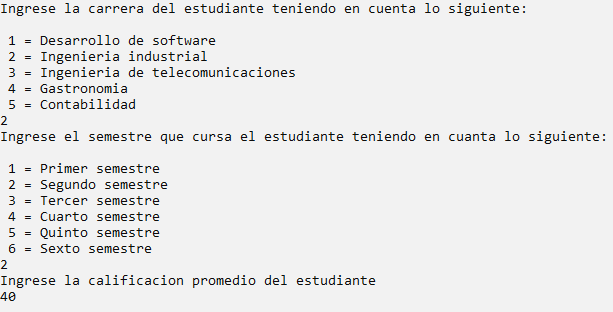 Ingrese la carrera del estudiante teniendo en cuenta lo siguiente:
1 = Desarrollo de software
2 = Ingenieria industrial
3 = Ingenieria de telecomunicaciones
4 = Gastronomia
5 = Contabilidad
2
Ingrese el semestre que cursa el estudiante teniendo en cuanta lo siguiente:
1 = Primer semestre
2 = Segundo semestre
3 = Tercer semestre
4 = Cuarto semestre
5 = Quinto semestre
6 = Sexto semestre
2
Ingrese la calificacion promedio del estudiante
40